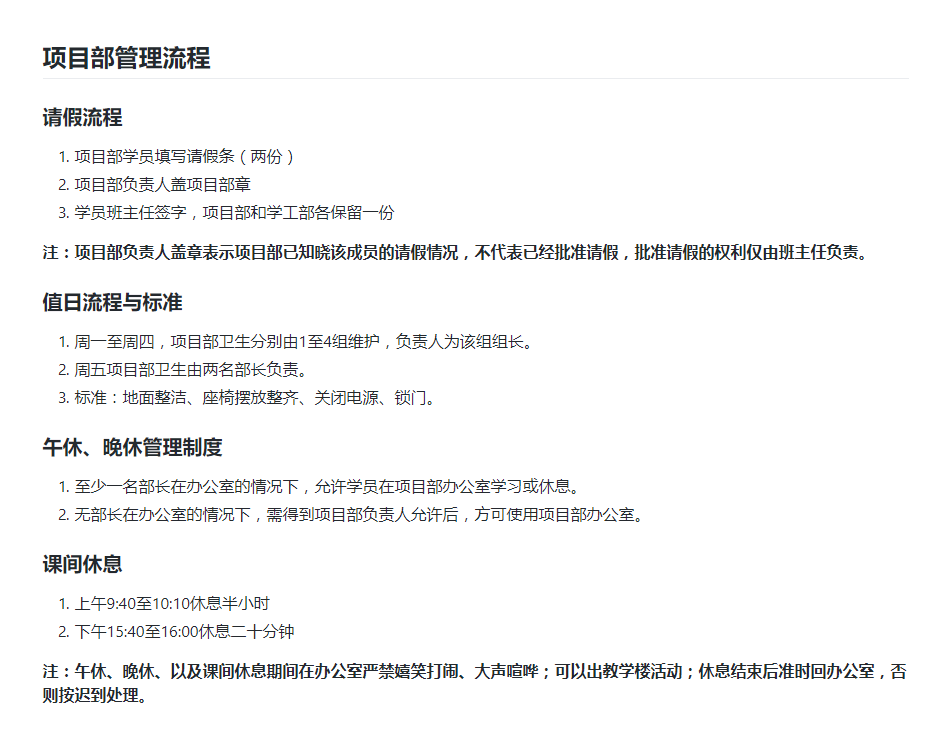 项目部管理流程
请假流程
1. 项目部学员填写请假条（两份）
2. 项目部负责人盖项目部章
3. 学员班主任签字，项目部和学工部各保留一份
注：项目部负责人盖章表示项目部已知晓该成员的请假情况，不代表已经批准请假，批准请假的权利仅由班主任负责。
值日流程与标准
1. 周一至周四，项目部卫生分别由1至4组维护，负责人为该组组长。
2. 周五项目部卫生由两名部长负责。
3. 标准：地面整洁、座椅摆放整齐、关闭电源、锁门。
午休、晚休管理制度
1. 至少一名部长在办公室的情况下，允许学员在项目部办公室学习或休息。
2. 无部长在办公室的情况下，需得到项目部负责人允许后，方可使用项目部办公室。
课间休息
1. 上午9:40至10:10休息半小时
2. 下午15:40至16:00休息二十分钟
注：午休、晚休、以及课间休息期间在办公室严禁嬉笑打闹、大声喧哗；可以出教学楼活动；休息结束后准时回办公室，否
则按迟到处理。